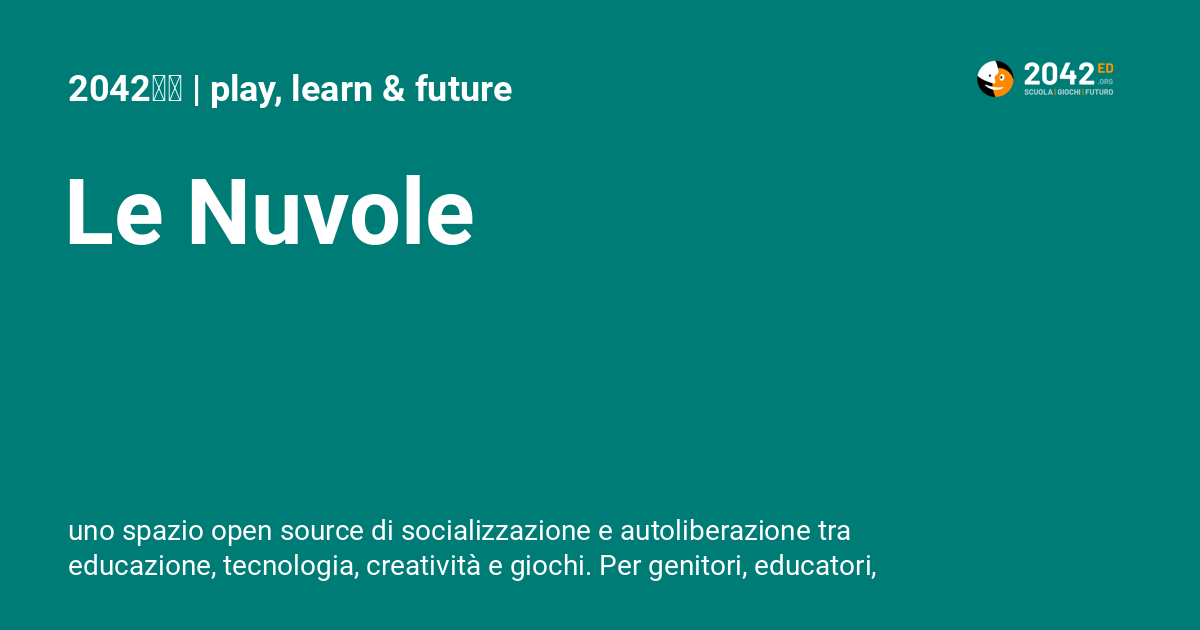 2042 | play, learn & future
2042 ED
.ORG
SCUOLA | GIOCHI | FUTURO
Le Nuvole
uno spazio open source di socializzazione e autoliberazione tra
educazione, tecnologia, creatività e giochi. Per genitori, educatori,